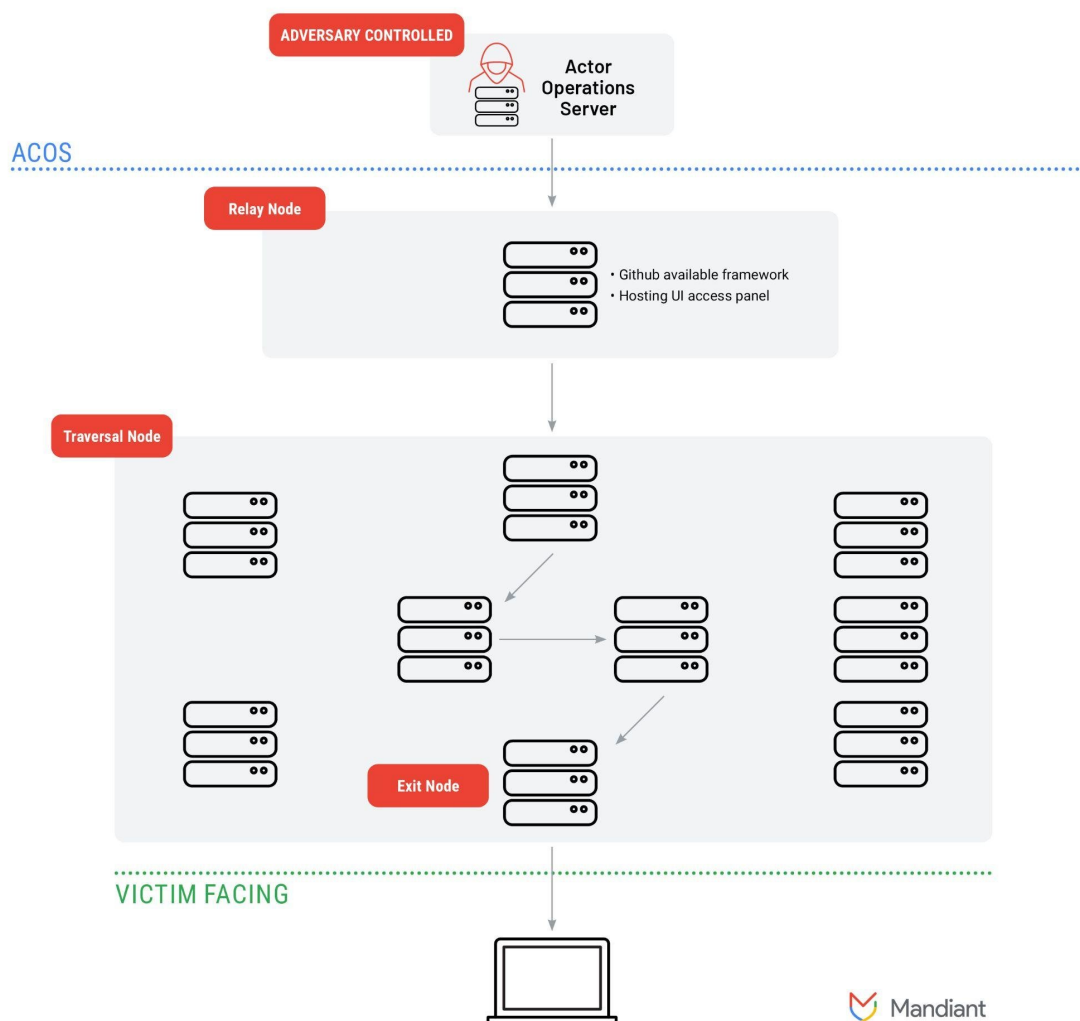 ADVERSARY CONTROLLED
Actor
Operations
Server
ACOS
Relay Node
• Github available framework
• Hosting UI access panel
Traversal Node
Exit Node
VICTIM FACING
Mandiant